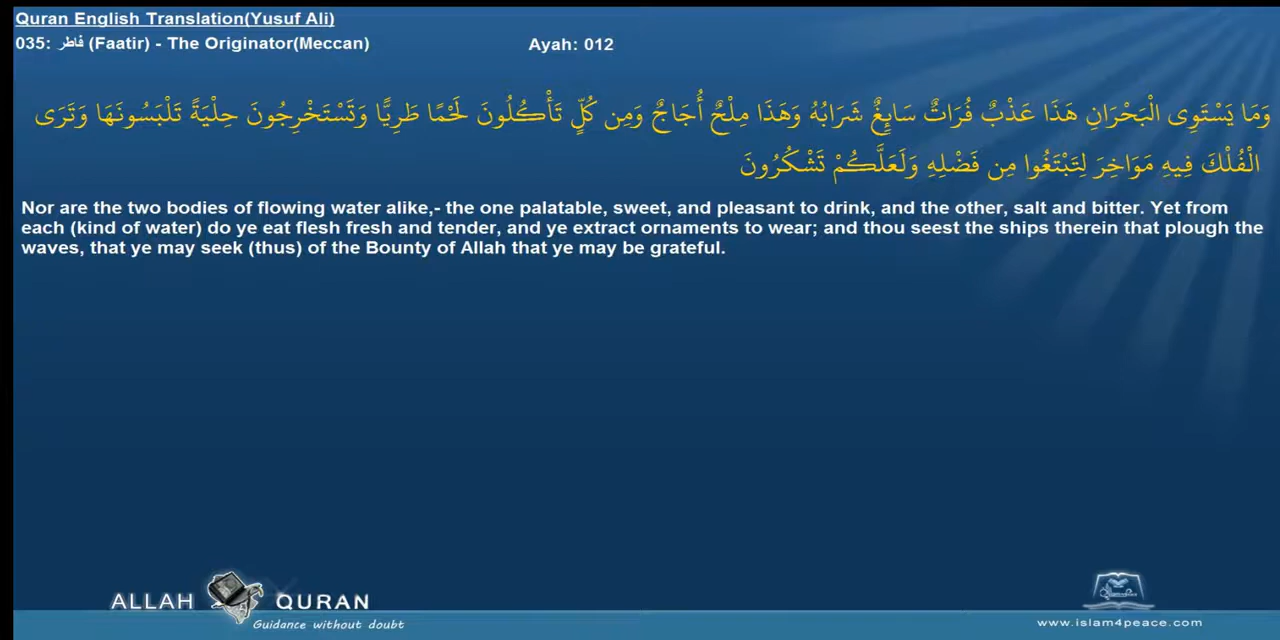 Quran English Translation(Yusuf Ali)
035: فاطر (Faatir) - The Originator(Meccan)
Ayah: 012
وَمَا يَسْتَوِى الْبَحْرَانِ هَذَا عَذْبٌ فُرَاتٌ سَائِغٌ شَرَابُهُ وَهَذَا مِلْحٌ أُجَاجٌ وَمِن كُلٍّ تَأْكُلُونَ لَحْمًا طَرِيًّا وَتَسْتَخْرِجُونَ حِلْيَةً تَلْبَسُونَهَا وَتَرَى
الْفُلْكَ فِيهِ مَوَاخِرَ لِتَبْتَغُوا مِن فَضْلِهِ وَلَعَلَّكُمْ تَشْكُرُونَ
Nor are the two bodies of flowing water alike,- the one palatable, sweet, and pleasant to drink, and the other, salt and bitter. Yet from
each (kind of water) do ye eat flesh fresh and tender, and ye extract ornaments to wear; and thou seest the ships therein that plough the
waves, that ye may seek (thus) of the Bounty of Allah that ye may be grateful.
ALLAH QURAN
Guidance without doubt
www.islam4peace.com